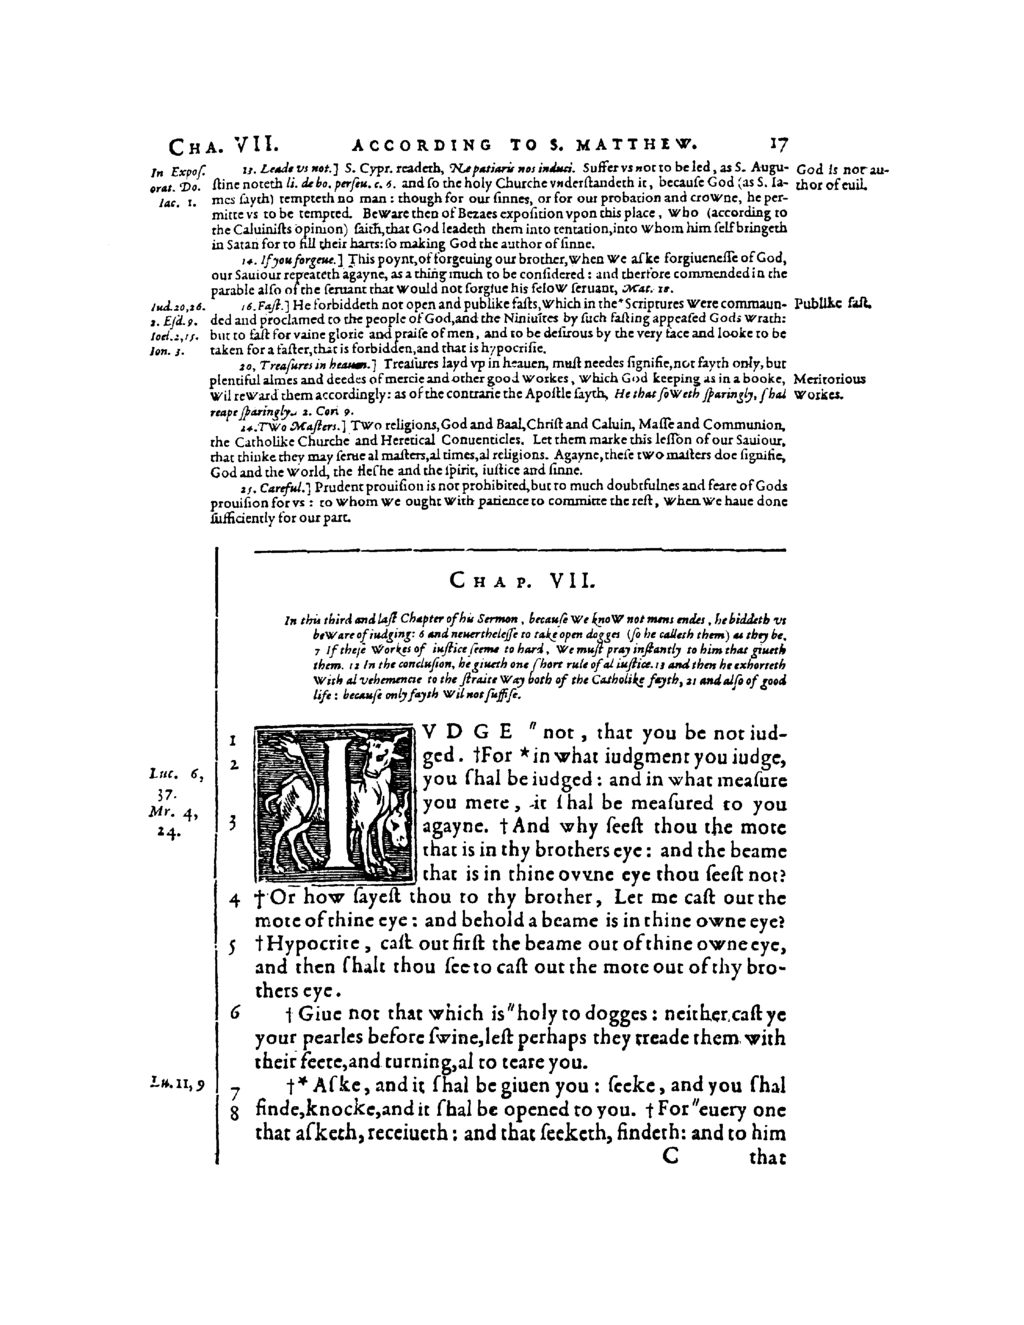 CHA. VII. ACCORDING TO S. MATTHEW. 17
In Expos. orat. Do. Iac. 1.
13. Leade vs not.] S. Cypr. readeth, Ne patiaris nos induci. Suffer vs not to be led, as S. Augu-
stine noteth li. de bo. perseu. c. 6. and so the holy Churche vnderstandeth it, because God (as S. Ia-
mes sayth) tempteth no man: though for our sinnes, or for our probation and crowne, he per-
mitte vs to be tempted. Beware then of Bezaes exposition vpon this place, who (according to
the Caluinists opinion) saith, that God leadeth them into tentation, into whom him self bringeth
in Satan for to fill their harts: so making God the author of sinne.
God is not au-
thor of euil.
14. If you forgeue.] This poynt, of forgeuing our brother, when we aske forgiuenesse of God,
our Sauiour repeateth agayne, as a thing much to be considered: and therfore commended in the
parable also of the seruant that would not forgiue his felow seruant, Mat. 18.
Iud. 20, 26.
2. Esd. 9.
Ioel. 2, 15.
Ion. 3.
16. Fast.] He forbiddeth not open and publike fasts, which in the *Scriptures were commaun-
ded and proclamed to the people of God, and the Niniuites by such fasting appeased Gods wrath:
but to fast for vaine glorie and praise of men, and to be desirous by the very face and looke to be
taken for a faster, that is forbidden, and that is hypocrisie.
Publike fast.
20, Treasures in heauen.] Treasures layd vp in heauen, must needes signifie, not fayth only, but
plentiful almes and deedes of mercie and other good workes, which God keeping as in a booke,
wil reward them accordingly: as of the contrarie the Apostle sayth, He that soweth sparingly, shal
reape sparingly. 2. Cor. 9.
Meritorious
workes.
24. Two Masters.] Two religions, God and Baal, Christ and Caluin, Masse and Communion,
the Catholike Churche and Heretical Conuenticles. Let them marke this lesson of our Sauiour,
that thinke they may serue al masters, al times, al religions. Agayne, these two masters doe signifie,
God and the world, the flesh e and the spirit, iustice and sinne.
25. Careful.] Prudent prouision is not prohibited, but to much doubtfulnes and feare of Gods
prouision for vs: to whom we ought with patience to committe the rest, when we haue done
sufficiently for our part.
CHAP. VII.
In this third and last Chapter of his Sermon, because we know not mens endes, he biddeth vs
beware of iudging: 6 and neuerthelesse to take open dogges (so he calleth them) as they be.
7 If these workes of iustice seeme to hard, we must pray instantly to him that giueth
them. 12 In the conclusion, he giueth one short rule of al iustice. 13 and then he exhorteth
with al vehemencie to the straite way both of the Catholike fayth, 21 and also of good
life: because only fayth wil not suffise.
1 IVDGE " not, that you be not iud-
2 ged. †For *in what iudgment you iudge,
Luc. 6,
37.
Mr. 4,
24.
you shal be iudged: and in what measure
you mete, it shal be measured to you
3 agayne. †And why seest thou the mote
that is in thy brothers eye: and the beame
that is in thine ovvne eye thou seest not?
4 †Or how sayest thou to thy brother, Let me cast out the
mote of thine eye: and behold a beame is in thine owne eye?
5 †Hypocrite, cast out first the beame out of thine owne eye,
and then shalt thou see to cast out the mote out of thy bro-
thers eye.
6 †Giue not that which is "holy to dogges: neither cast ye
your pearles before swine, lest perhaps they treade them with
their feete, and turning, al to teare you.
Lu. 11, 9
7 †*Aske, and it shal be giuen you: seeke, and you shal
8 finde, knocke, and it shal be opened to you. †For "euery one
that asketh, receiueth: and that seeketh, findeth: and to him
C that